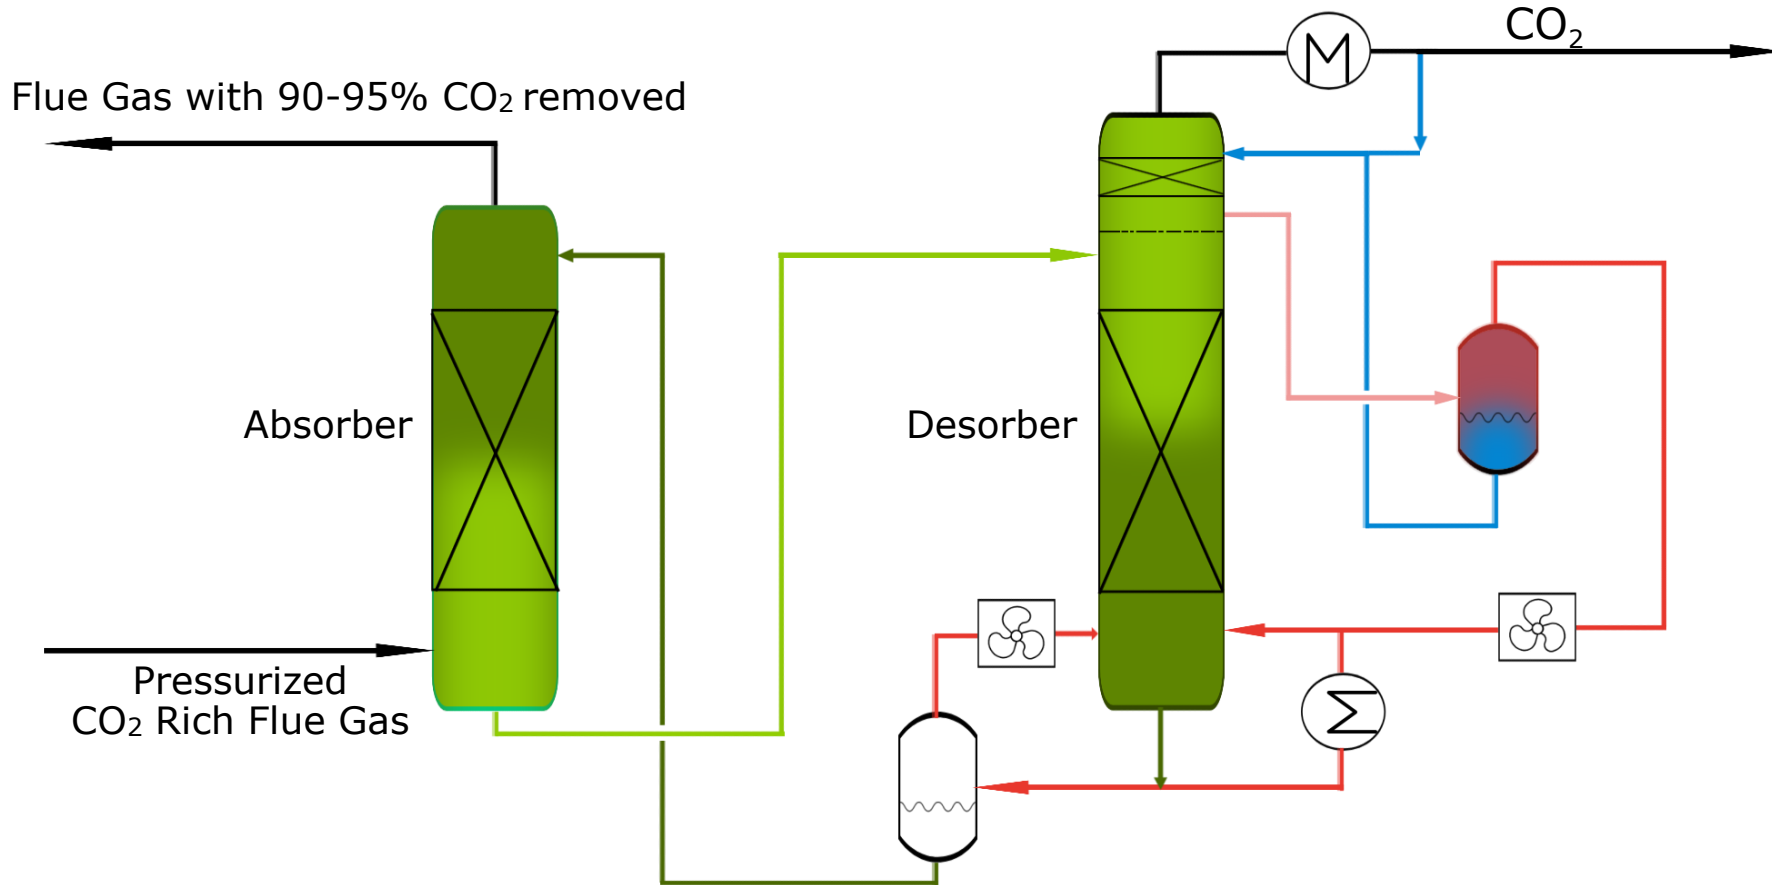 CO₂
Flue Gas with 90-95% CO₂ removed
Absorber
Desorber
Pressurized
CO₂ Rich Flue Gas